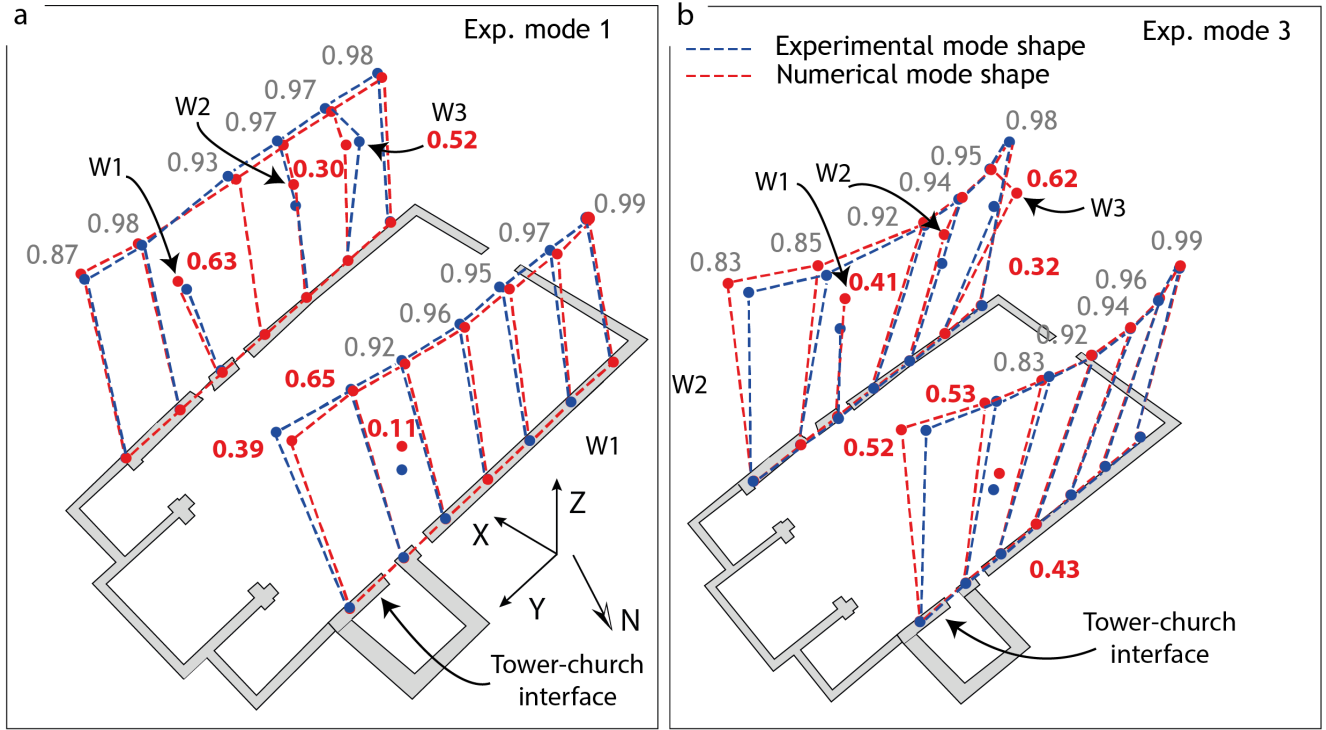 a
Exp. mode 1
0.98
0.97
W2
W3
0.97
0.52
W1
0.93
0.30
0.98
0.99
0.87
0.63
0.97
0.95
0.96
0.92
0.65
0.11
0.39
W1
Z
X
Y
N
Tower-church
interface
b
Exp. mode 3
Experimental mode shape
Numerical mode shape
0.98
0.95
W1
W2
0.94
0.62
W3
0.92
0.85
0.99
0.83
0.32
0.41
0.96
0.94
0.92
0.83
W2
0.53
0.52
0.43
Tower-church
interface